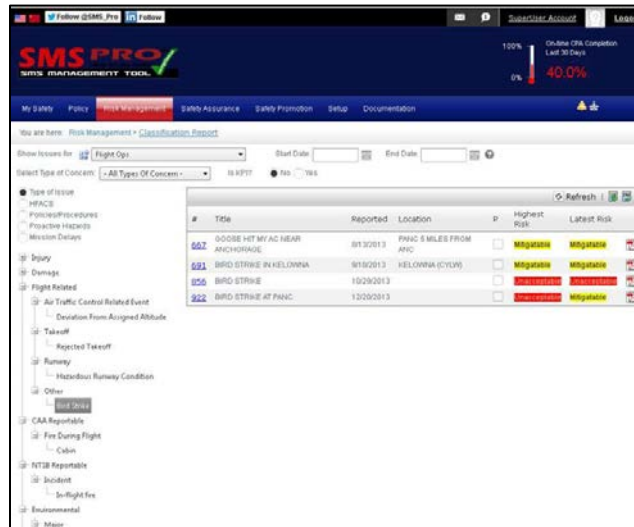 Follow @SMS_Pro
in Follow
SuperUser Account
SMS PRO
SMS MANAGEMENT TOOL
100%
0%
On-time CPA Completion
Last 30 Days
40.0%
My Safety Policy Risk Management Safety Assurance Safety Promotion Setup Documentation
You are here: Risk Management > Classification Report
Show Issues for Flight Ops Start Date End Date
Select Type of Concern: - All Types Of Concern - Is KPI? No Yes
Type of Issue
HFACS
Policies/Procedures
Proactive Hazards
Mission Delays
Injury
Damage
Flight Related
Air Traffic Control Related Event
Deviation From Assigned Altitude
Takeoff
Rejected Takeoff
Runway
Hazardous Runway Condition
Other
Bird Strike
CAA Reportable
Fire During Flight
Cabin
NTSB Reportable
Incident
In-flight fire
Environmental
Major
Refresh
# Title Reported Location P Highest Risk Latest Risk
667 GOOSE HIT MY AC NEAR ANCHORAGE 8/13/2013 PANC 5 MILES FROM ANC Mitigatable Mitigatable
691 BIRD STRIKE IN KELOWNA 9/10/2013 KELOWNA (CYLW) Mitigatable Mitigatable
856 BIRD STRIKE 10/29/2013 Unacceptable Unacceptable
922 BIRD STRIKE AT PANC 12/20/2013 Unacceptable Mitigatable